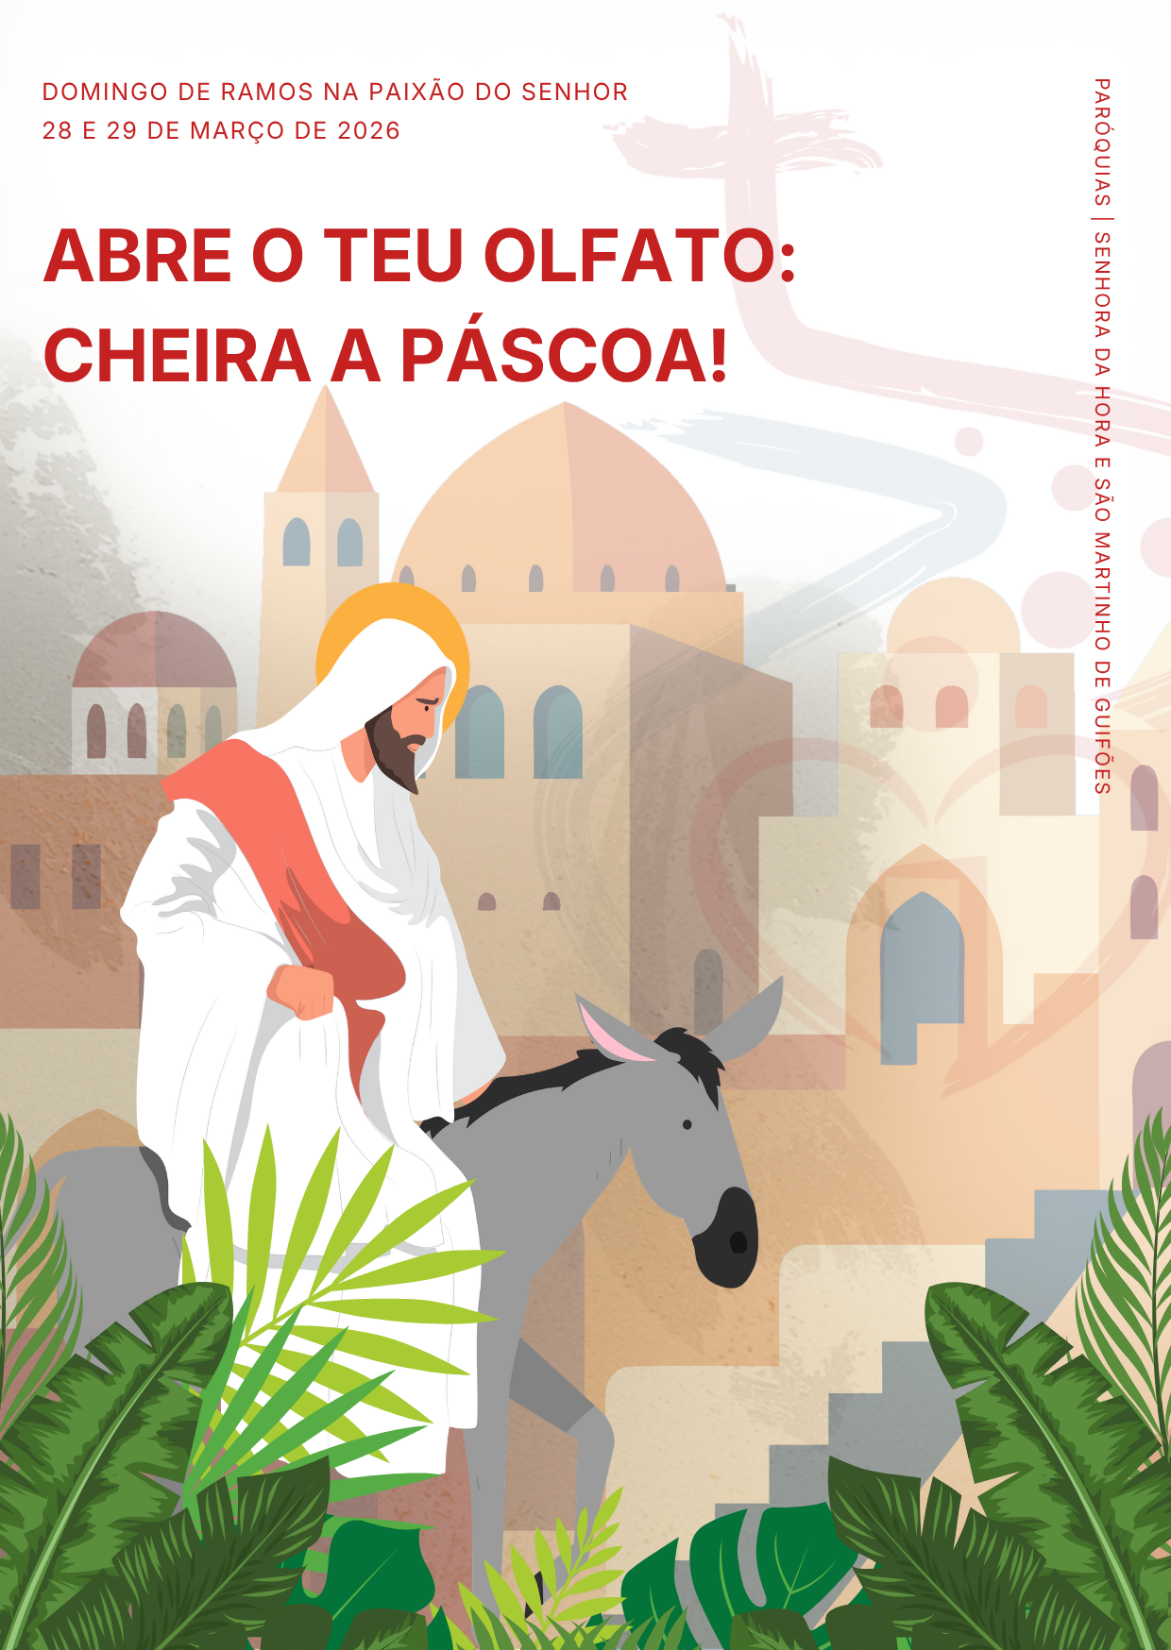 DOMINGO DE RAMOS NA PAIXÃO DO SENHOR
28 E 29 DE MARÇO DE 2026
ABRE O TEU OLFATO:
CHEIRA A PÁSCOA!
PARÓQUIAS | SENHORA DA HORA E SÃO MARTINHO DE GUIFÕES